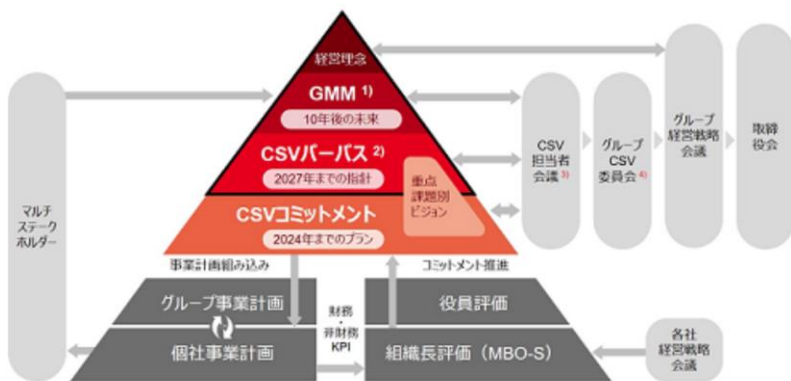 経営理念
GMM 1)
10年後の未来
CSVパーパス 2)
2027年までの指針
重点
課題別
ビジョン
CSVコミットメント
2024年までのプラン
マルチ
ステーク
ホルダー
CSV
担当者
会議 3)
グループ
CSV
委員会 4)
グループ
経営戦略
会議
取締
役会
事業計画組み込み
コミットメント推進
グループ事業計画
個社事業計画
財務
・
非財務
KPI
役員評価
組織長評価（MBO-S）
各社
経営戦略
会議